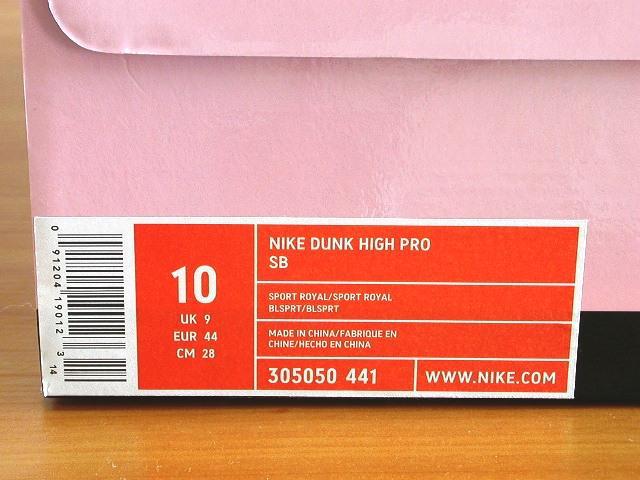 0 91204 19012 3
14
10
UK 9
EUR 44
CM 28
NIKE DUNK HIGH PRO
SB
SPORT ROYAL/SPORT ROYAL
BLSPRT/BLSPRT
MADE IN CHINA/FABRIQUE EN
CHINE/HECHO EN CHINA
305050 441
WWW.NIKE.COM